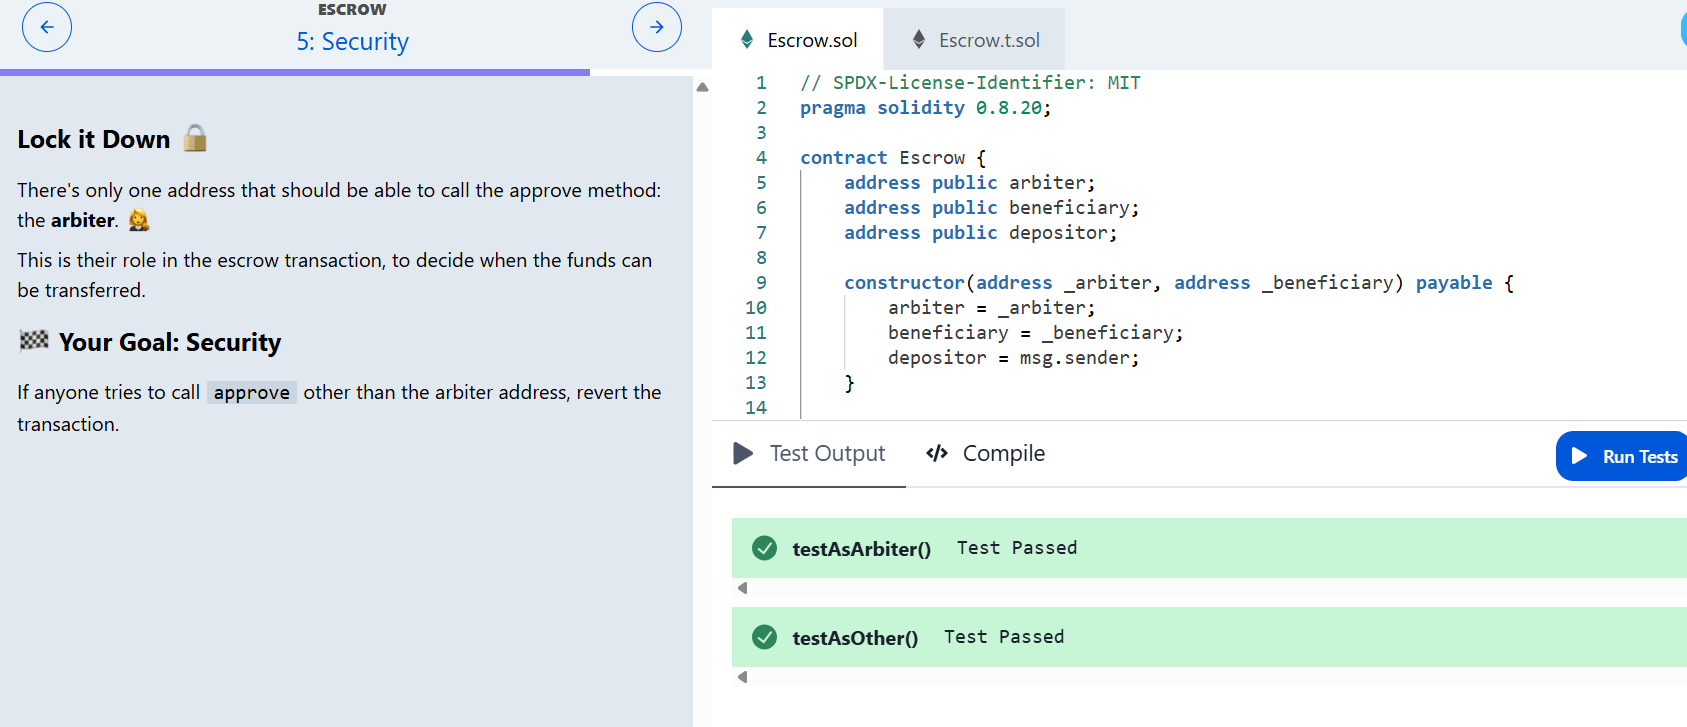 ESCROW
5: Security
Lock it Down
There's only one address that should be able to call the approve method:
the arbiter.
This is their role in the escrow transaction, to decide when the funds can
be transferred.
Your Goal: Security
If anyone tries to call approve other than the arbiter address, revert the
transaction.
Escrow.sol
Escrow.t.sol
1 // SPDX-License-Identifier: MIT
2 pragma solidity 0.8.20;
3
4 contract Escrow {
5 address public arbiter;
6 address public beneficiary;
7 address public depositor;
8
9 constructor(address _arbiter, address _beneficiary) payable {
10 arbiter = _arbiter;
11 beneficiary = _beneficiary;
12 depositor = msg.sender;
13 }
14
Test Output
</> Compile
Run Tests
testAsArbiter() Test Passed
testAsOther() Test Passed